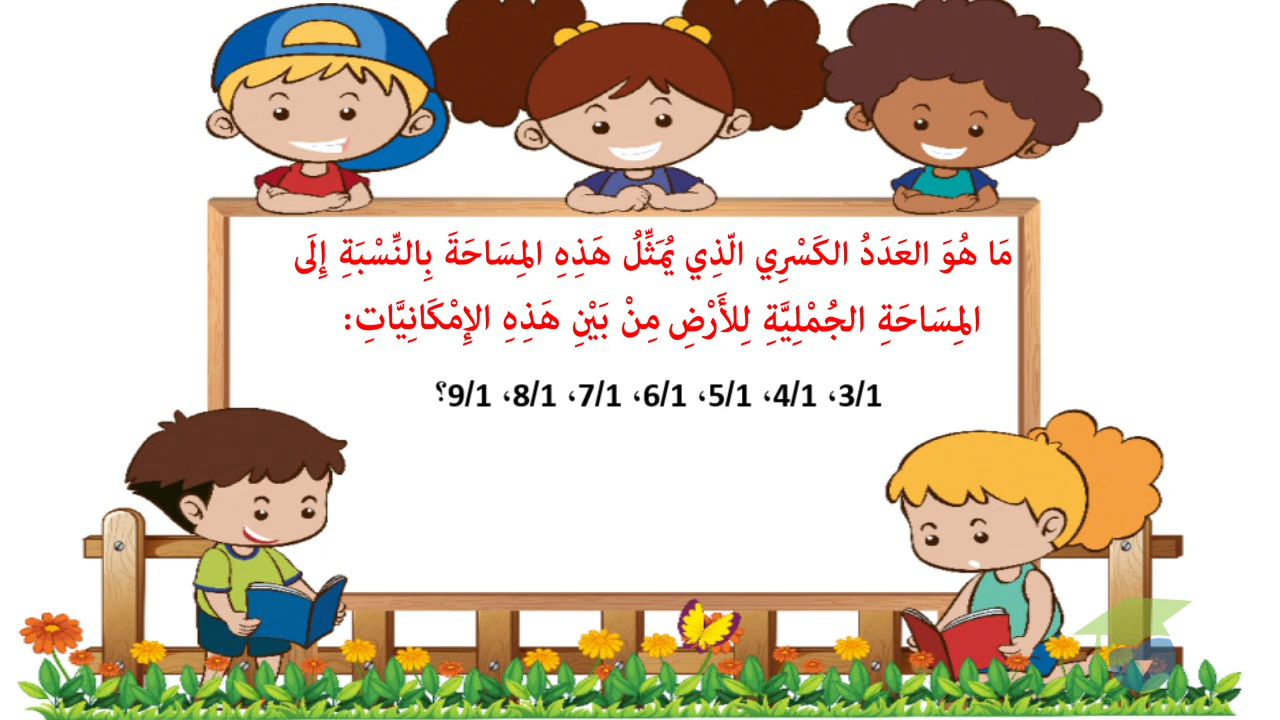 مَا هُوَ العَدَدُ الكَسْرِي الّذِي يُمَثِّلُ هَذِهِ المِسَاحَةَ بِالنِّسْبَةِ إِلَى
المِسَاحَةِ الجُمْلِيَّةِ لِلأَرْضِ مِنْ بَيْنِ هَذِهِ الإِمْكَانِيَّاتِ:
3/1، 4/1، 5/1، 6/1، 7/1، 8/1، 9/1؟